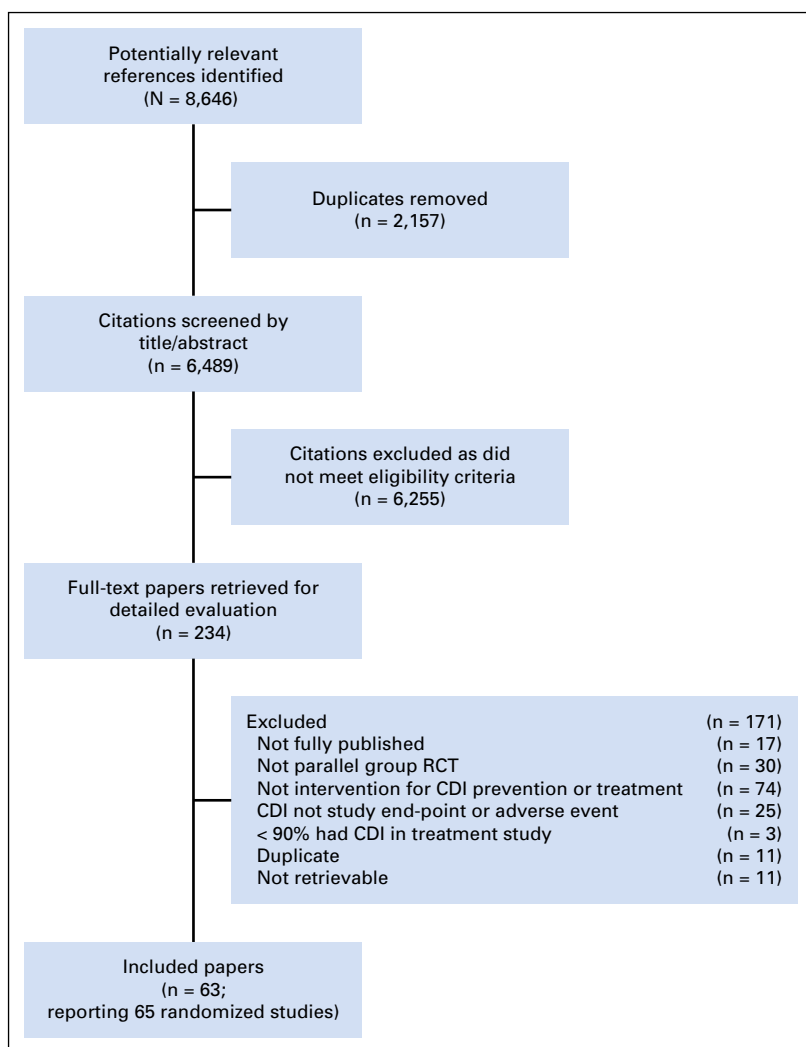 Potentially relevant
references identified
(N = 8,646)
Duplicates removed
(n = 2,157)
Citations screened by
title/abstract
(n = 6,489)
Citations excluded as did
not meet eligibility criteria
(n = 6,255)
Full-text papers retrieved for
detailed evaluation
(n = 234)
Excluded (n = 171)
Not fully published (n = 17)
Not parallel group RCT (n = 30)
Not intervention for CDI prevention or treatment (n = 74)
CDI not study end-point or adverse event (n = 25)
< 90% had CDI in treatment study (n = 3)
Duplicate (n = 11)
Not retrievable (n = 11)
Included papers
(n = 63;
reporting 65 randomized studies)